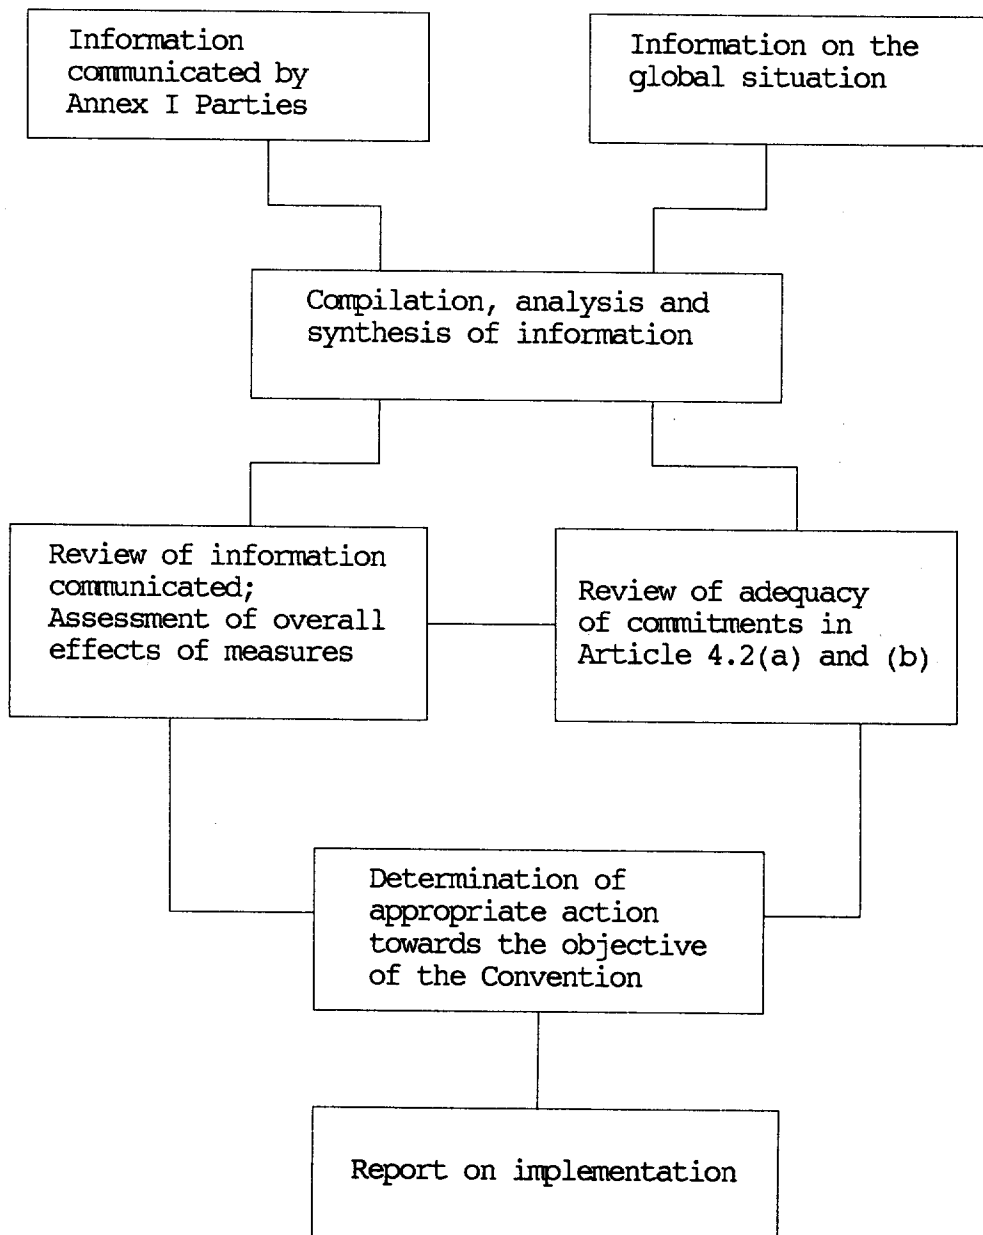 Information
communicated by
Annex I Parties
Information on the
global situation
Compilation, analysis and
synthesis of information
Review of information
communicated;
Assessment of overall
effects of measures
Review of adequacy
of commitments in
Article 4.2(a) and (b)
Determination of
appropriate action
towards the objective
of the Convention
Report on implementation